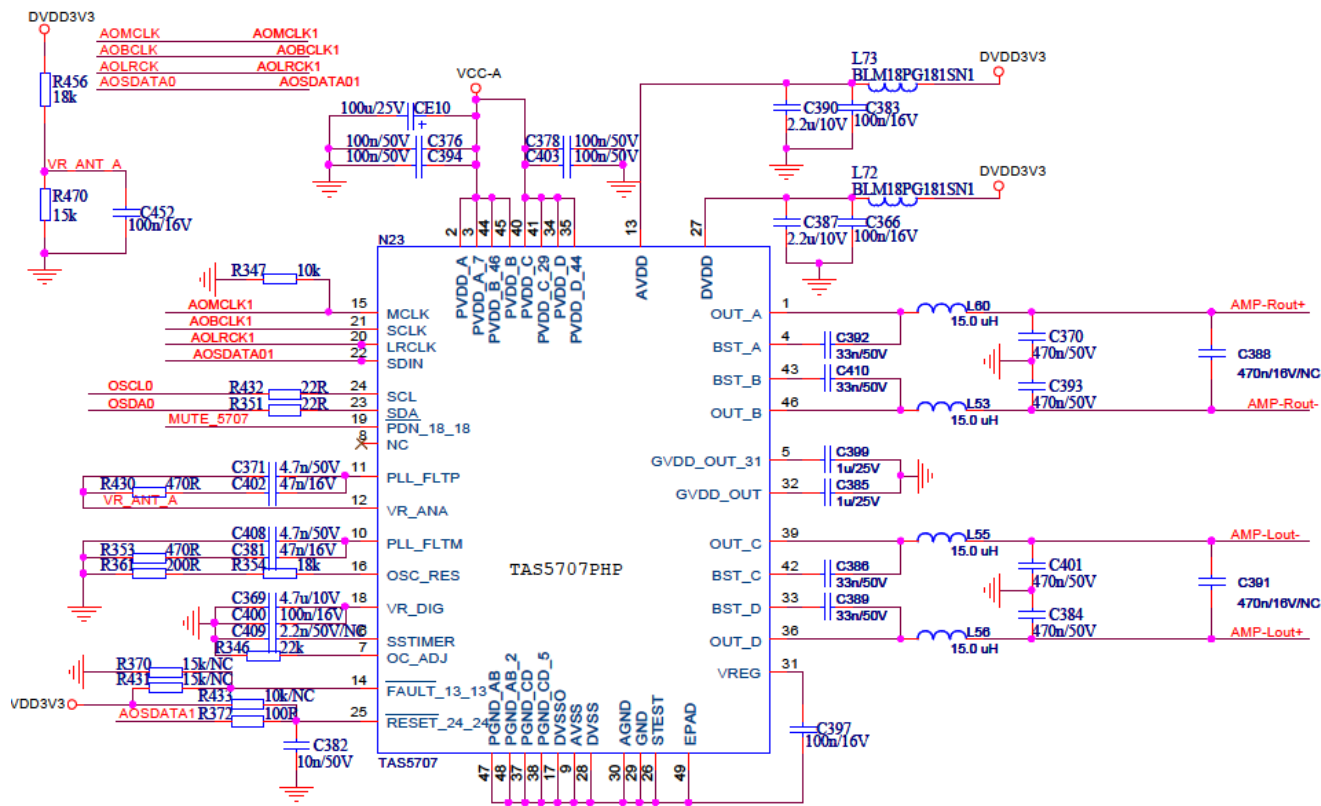 DVDD3V3
AOMCLK AOMCLK1
AOBCLK AOBCLK1
AOLRCK AOLRCK1
AOSDATA0 AOSDATA01
R456
18k
VR_ANT_A
R470
15k
C452
100n/16V
VCC-A
100u/25V CE10
+
100n/50V C376
100n/50V C394
C378 100n/50V
C403 100n/50V
L73
BLM18PG181SN1
DVDD3V3
C390
2.2u/10V
C383
100n/16V
L72
BLM18PG181SN1
DVDD3V3
C387
2.2u/10V
C366
100n/16V
N23
2 3 44 45 40 41 34 35 13 27
PVDD_A
PVDD_A_7
PVDD_B_46
PVDD_B
PVDD_C
PVDD_C_29
PVDD_D
PVDD_D_44
AVDD
DVDD
R347 10k
AOMCLK1 15 MCLK
AOBCLK1 21 SCLK
AOLRCK1 20 LRCLK
AOSDATA01 22 SDIN
OSCL0 R432 22R 24 SCL
OSDA0 R351 22R 23 SDA
MUTE_5707 19 PDN_18_18
8 NC
C371 4.7n/50V 11 PLL_FLTP
R430 470R C402 47n/16V
VR_ANT_A 12 VR_ANA
C408 4.7n/50V 10 PLL_FLTM
R353 470R C381 47n/16V
R361 200R R354 18k 16 OSC_RES
C369 4.7u/10V 18 VR_DIG
C400 100n/16V
C409 2.2n/50V/NC 6 SSTIMER
R346 22k 7 OC_ADJ
R370 15k/NC
R431 15k/NC 14 FAULT_13_13
VDD3V3 R433 10k/NC
AOSDATA1 R372 100R 25 RESET_24_24
C382
10n/50V
TAS5707
TAS5707PHP
OUT_A 1 L60
15.0 uH
AMP-Rout+
BST_A 4 C392
33n/50V
C370
470n/50V
BST_B 43 C410
33n/50V
C388
470n/16V/NC
C393
470n/50V
OUT_B 46 L53
15.0 uH
AMP-Rout-
GVDD_OUT_31 5 C399
1u/25V
GVDD_OUT 32 C385
1u/25V
OUT_C 39 L55
15.0 uH
AMP-Lout-
BST_C 42 C386
33n/50V
C401
470n/50V
BST_D 33 C389
33n/50V
C391
470n/16V/NC
C384
470n/50V
OUT_D 36 L56
15.0 uH
AMP-Lout+
VREG 31
C397
100n/16V
PGND_AB
PGND_AB_2
PGND_CD
PGND_CD_5
DVSSO
AVSS
DVSS
AGND
GND
STEST
EPAD
47 48 37 38 17 9 28 30 29 26 49